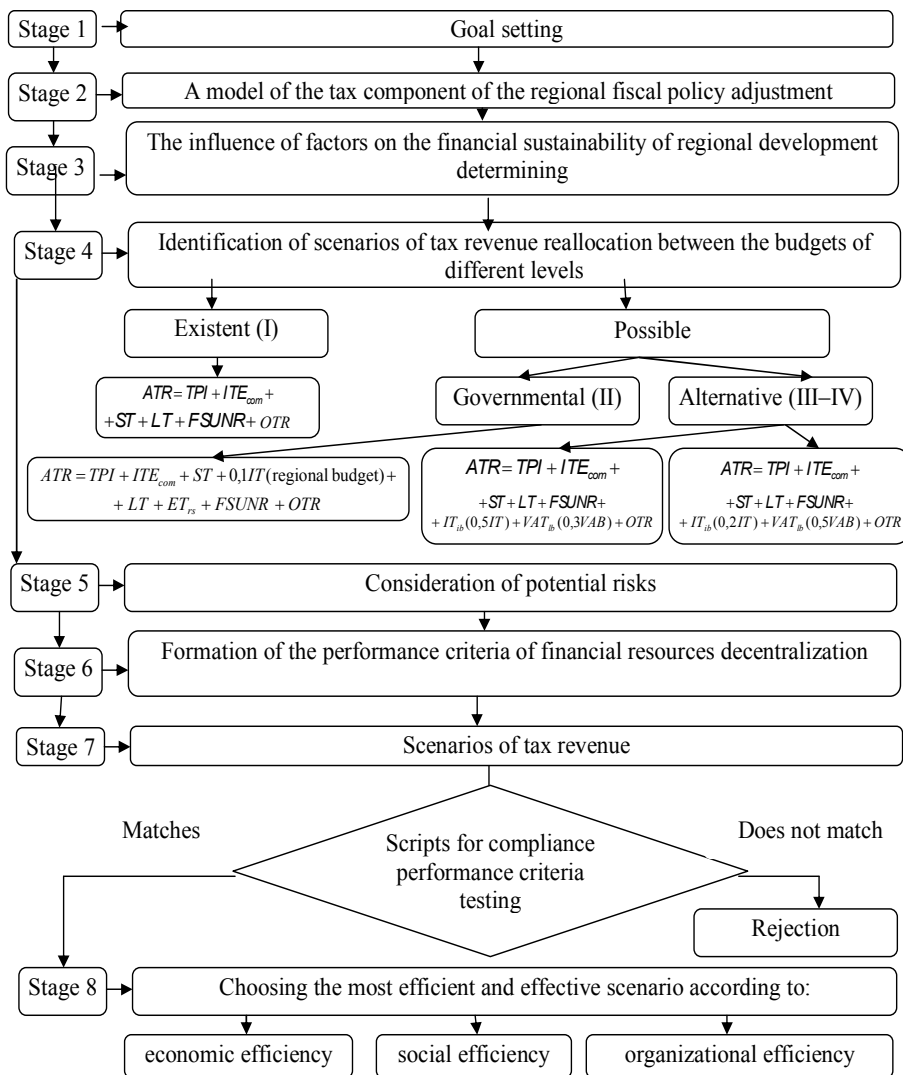 Stage 1
Goal setting
Stage 2
A model of the tax component of the regional fiscal policy adjustment
Stage 3
The influence of factors on the financial sustainability of regional development
determining
Stage 4
Identification of scenarios of tax revenue reallocation between the budgets of
different levels
Existent (I)
Possible
ATR = TPI + ITE_com +
+ST + LT + FSUNR + OTR
Governmental (II)
Alternative (III–IV)
ATR = TPI + ITE_com + ST + 0,1IT (regional budget) +
+ LT + ET_rs + FSUNR + OTR
ATR = TPI + ITE_com +
+ST + LT + FSUNR +
+ IT_ib (0,5IT) + VAT_lb (0,3VAB) + OTR
ATR = TPI + ITE_com +
+ST + LT + FSUNR +
+ IT_ib (0,2IT) + VAT_lb (0,5VAB) + OTR
Stage 5
Consideration of potential risks
Stage 6
Formation of the performance criteria of financial resources decentralization
Stage 7
Scenarios of tax revenue
Matches
Does not match
Scripts for compliance
performance criteria
testing
Rejection
Stage 8
Choosing the most efficient and effective scenario according to:
economic efficiency
social efficiency
organizational efficiency